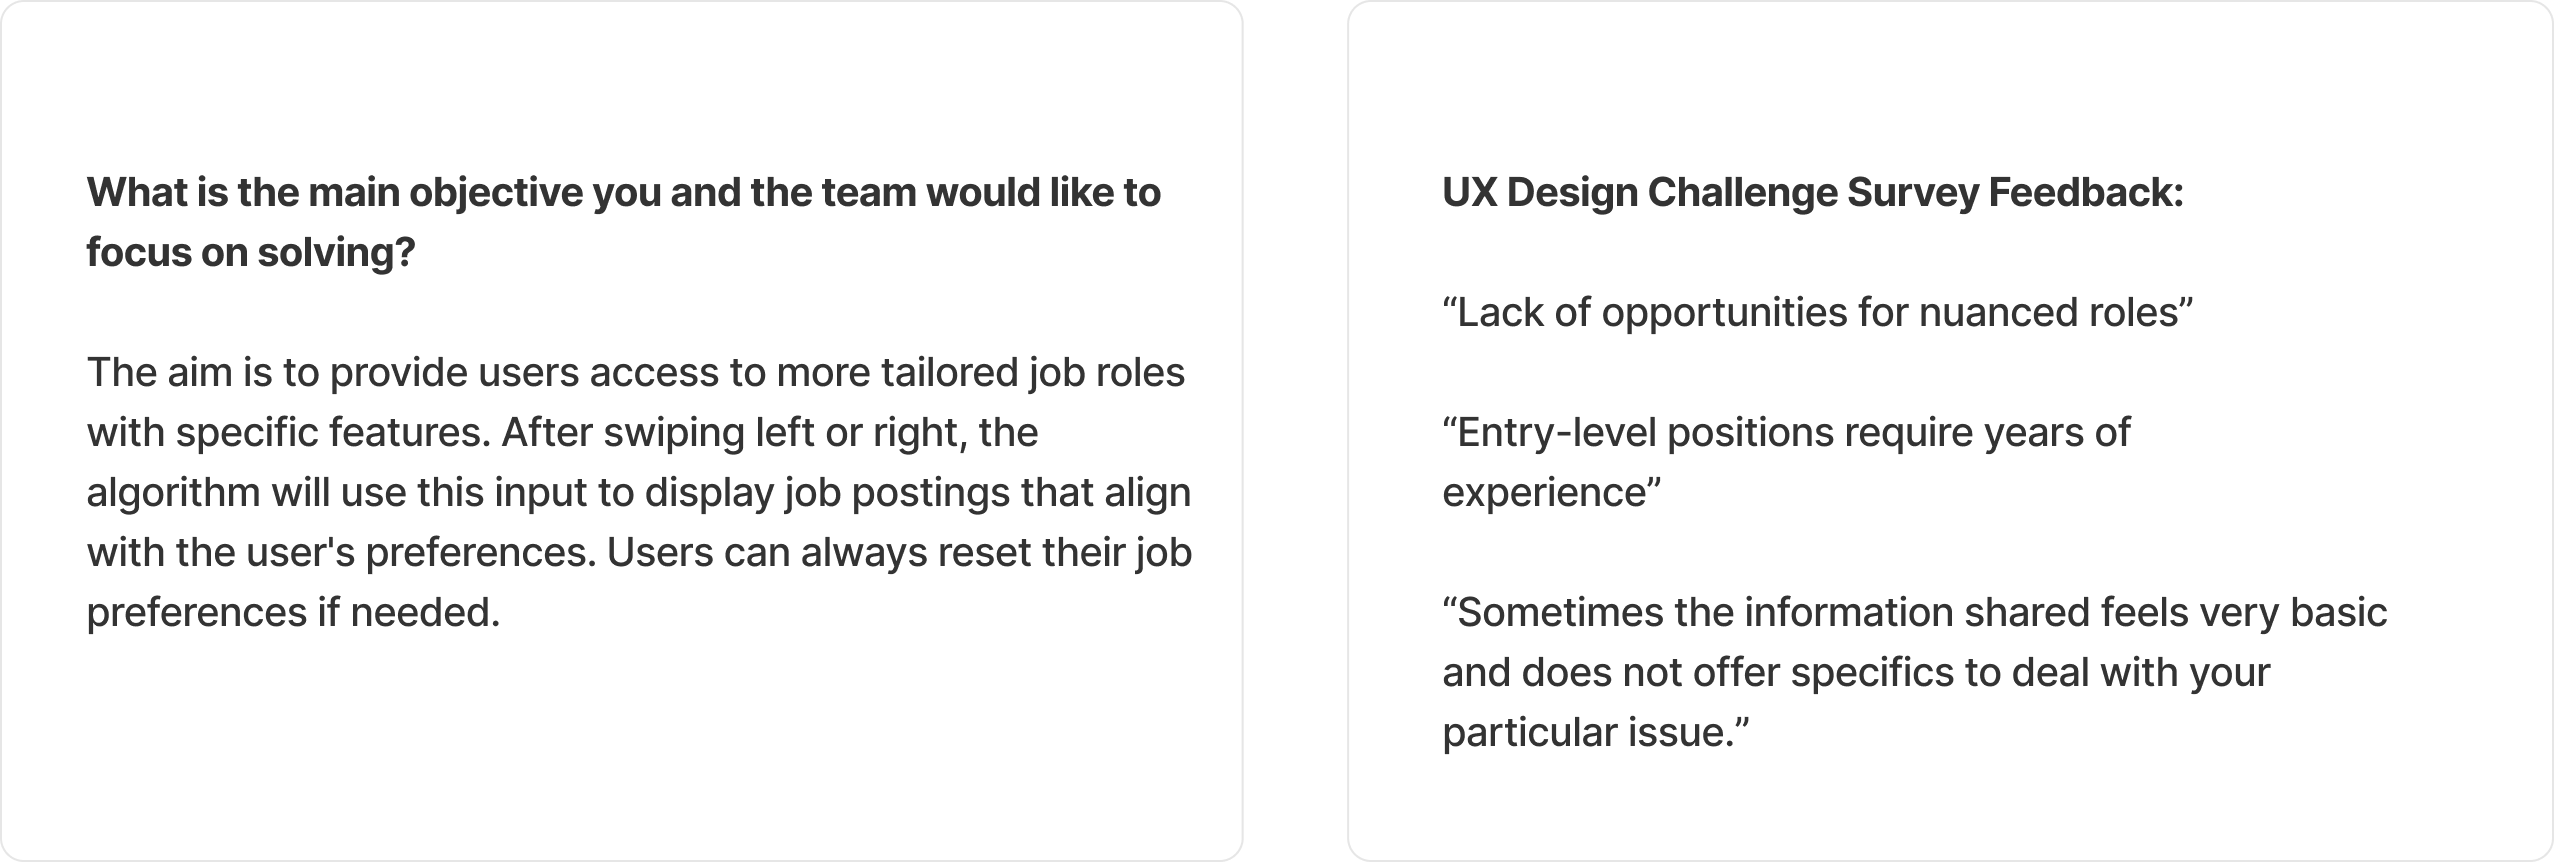 What is the main objective you and the team would like to
focus on solving?
The aim is to provide users access to more tailored job roles
with specific features. After swiping left or right, the
algorithm will use this input to display job postings that align
with the user's preferences. Users can always reset their job
preferences if needed.
UX Design Challenge Survey Feedback:
“Lack of opportunities for nuanced roles”
“Entry-level positions require years of
experience”
“Sometimes the information shared feels very basic
and does not offer specifics to deal with your
particular issue.”